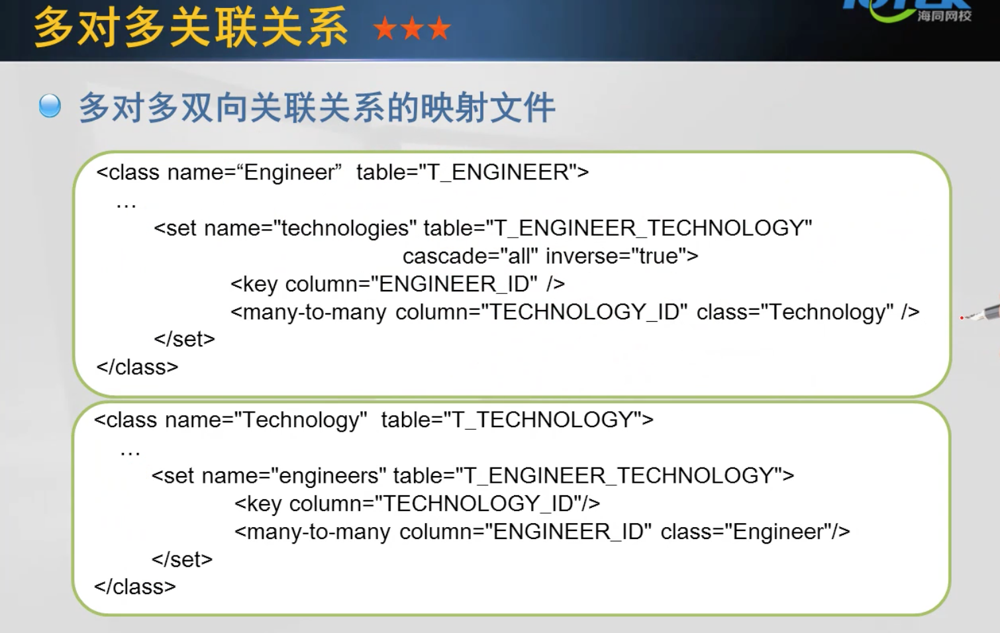 多对多关联关系 ★★★
海同网校
多对多双向关联关系的映射文件
<class name=“Engineer” table="T_ENGINEER">
…
<set name="technologies" table="T_ENGINEER_TECHNOLOGY"
cascade="all" inverse="true">
<key column="ENGINEER_ID" />
<many-to-many column="TECHNOLOGY_ID" class="Technology" />
</set>
</class>
<class name="Technology" table="T_TECHNOLOGY">
…
<set name="engineers" table="T_ENGINEER_TECHNOLOGY">
<key column="TECHNOLOGY_ID"/>
<many-to-many column="ENGINEER_ID" class="Engineer"/>
</set>
</class>